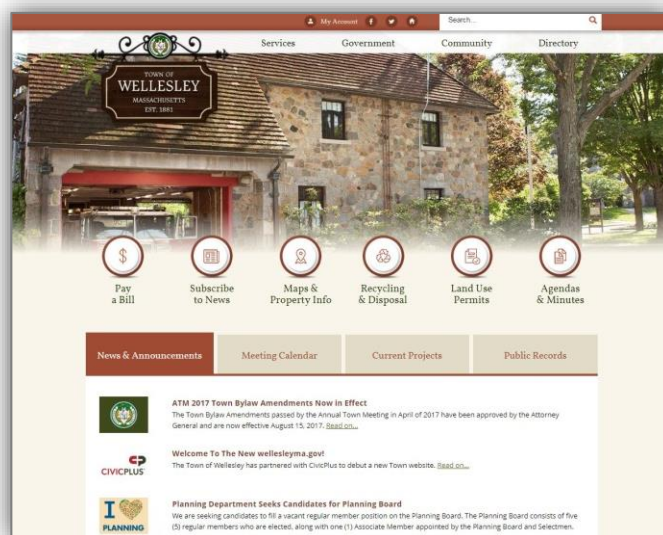 My Account
Search...
Services
Government
Community
Directory
TOWN OF
WELLESLEY
MASSACHUSETTS
EST. 1881
Pay
a Bill
Subscribe
to News
Maps &
Property Info
Recycling
& Disposal
Land Use
Permits
Agendas
& Minutes
News & Announcements
Meeting Calendar
Current Projects
Public Records
ATM 2017 Town Bylaw Amendments Now in Effect
The Town Bylaw Amendments passed by the Annual Town Meeting in April of 2017 have been approved by the Attorney
General and are now effective August 15, 2017. Read on...
Welcome To The New wellesleyma.gov!
The Town of Wellesley has partnered with CivicPlus to debut a new Town website. Read on...
CIVICPLUS
Planning Department Seeks Candidates for Planning Board
We are seeking candidates to fill a vacant regular member position on the Planning Board. The Planning Board consists of five
(5) regular members who are elected, along with one (1) Associate Member appointed by the Planning Board and Selectmen.
I
PLANNING